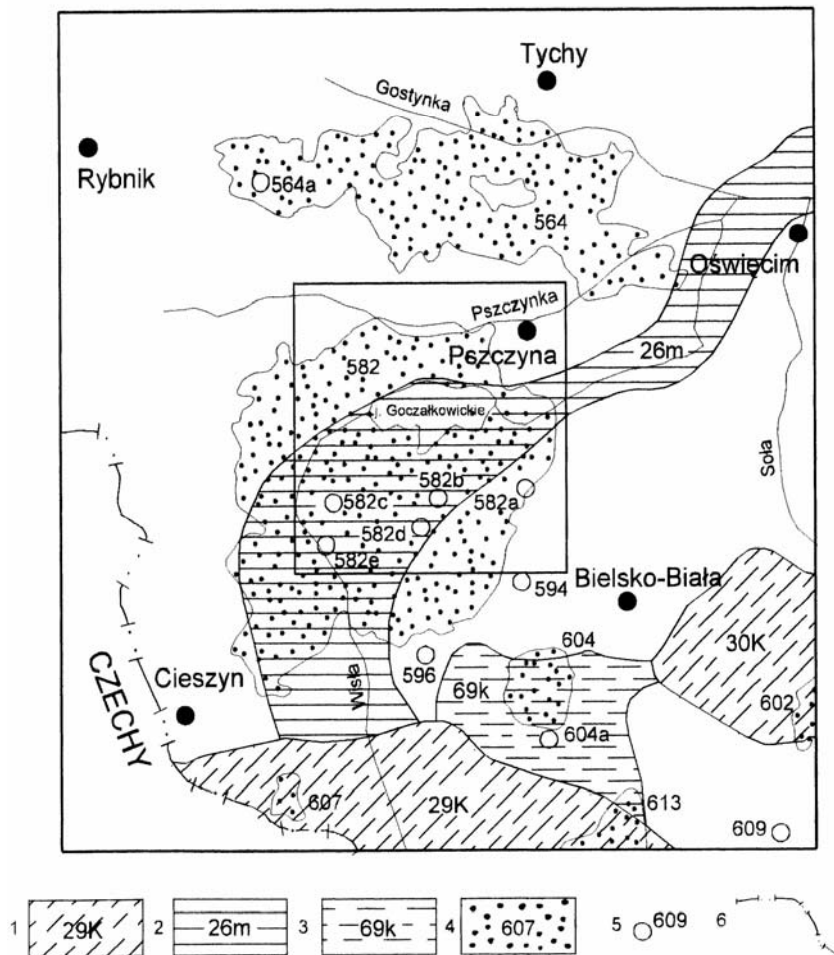 Tychy
Gostynka
Rybnik
564a
564
Oświęcim
Pszczynka
Pszczyna
26m
582
j. Goczałkowickie
Soła
582b
582c
582a
582d
582e
594
Bielsko-Biała
604
30K
596
69k
Wisła
CZECHY
Cieszyn
602
604a
607
29K
613
609
1 29K 2 26m 3 69k 4 607 5 609 6